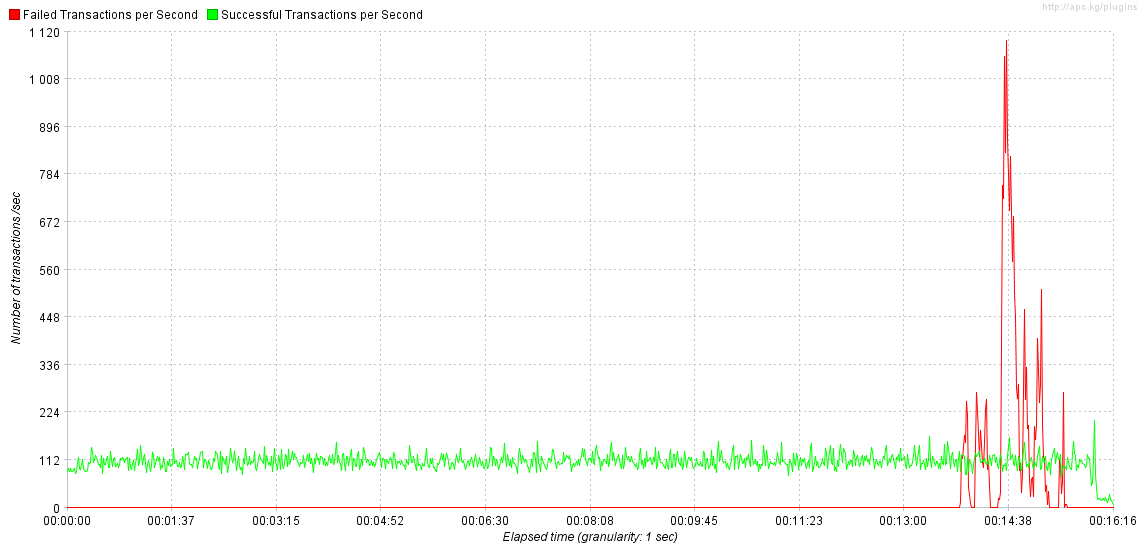 http://apc.kg/plugins
Failed Transactions per Second Successful Transactions per Second
1 120
1 008
896
784
672
560
448
336
224
112
0
Number of transactions /sec
00:00:00 00:01:37 00:03:15 00:04:52 00:06:30 00:08:08 00:09:45 00:11:23 00:13:00 00:14:38 00:16:16
Elapsed time (granularity: 1 sec)